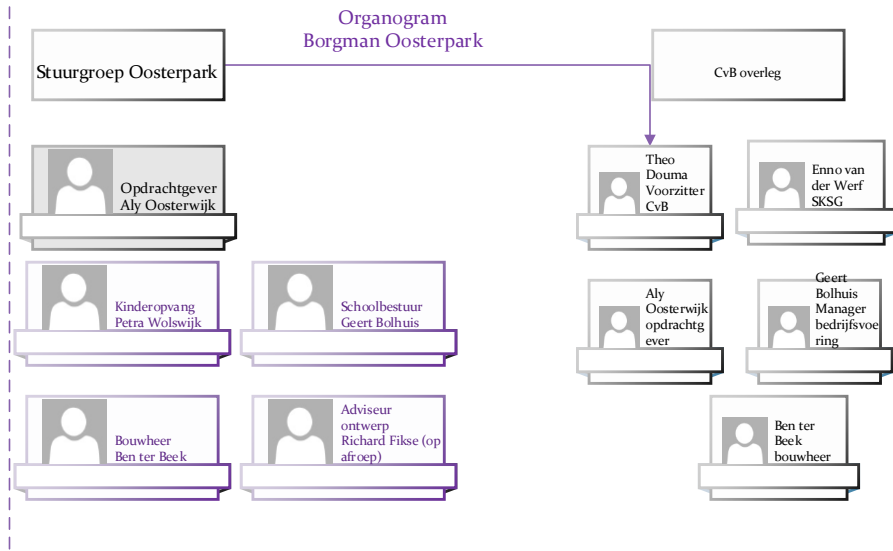 Organogram
Borgman Oosterpark
Stuurgroep Oosterpark
CvB overleg
Opdrachtgever
Aly Oosterwijk
Kinderopvang
Petra Wolswijk
Schoolbestuur
Geert Bolhuis
Bouwheer
Ben ter Beek
Adviseur
ontwerp
Richard Fikse (op
afroep)
Theo
Douma
Voorzitter
CvB
Enno van
der Werf
SKSG
Aly
Oosterwijk
opdrachtg
ever
Geert
Bolhuis
Manager
bedrijfsvoe
ring
Ben ter
Beek
bouwheer